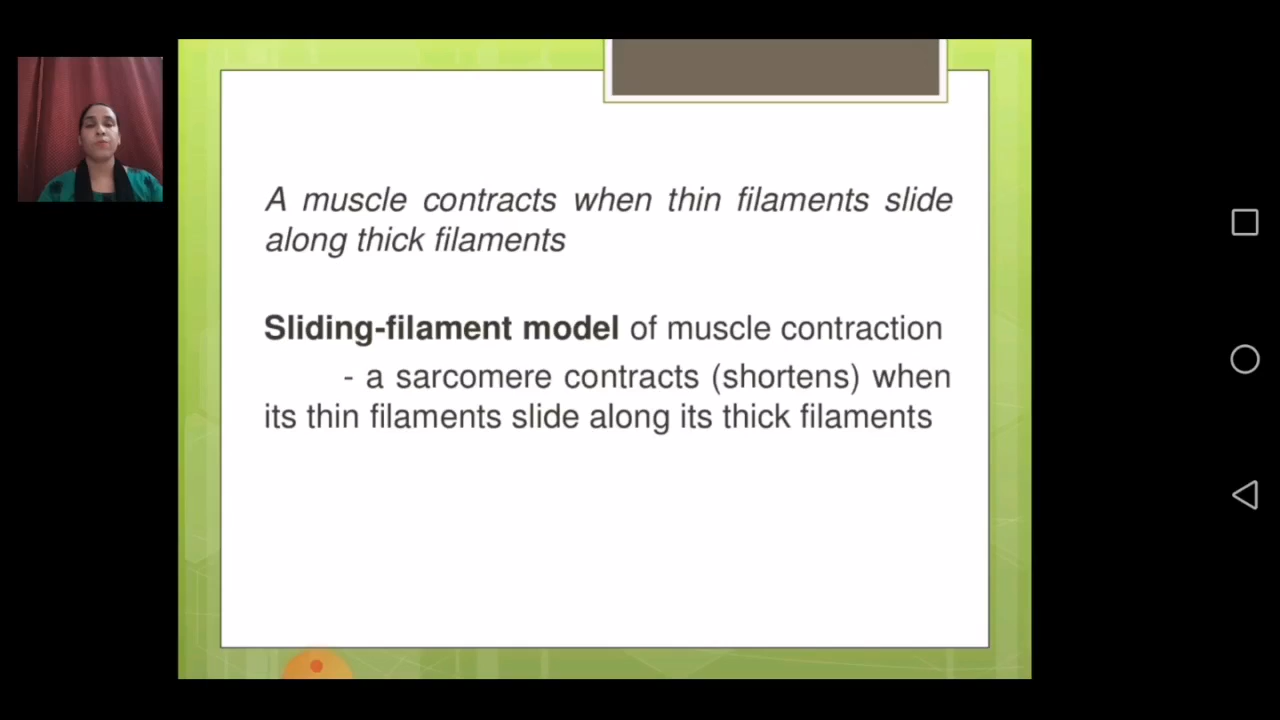 A muscle contracts when thin filaments slide
along thick filaments
Sliding-filament model of muscle contraction
- a sarcomere contracts (shortens) when
its thin filaments slide along its thick filaments